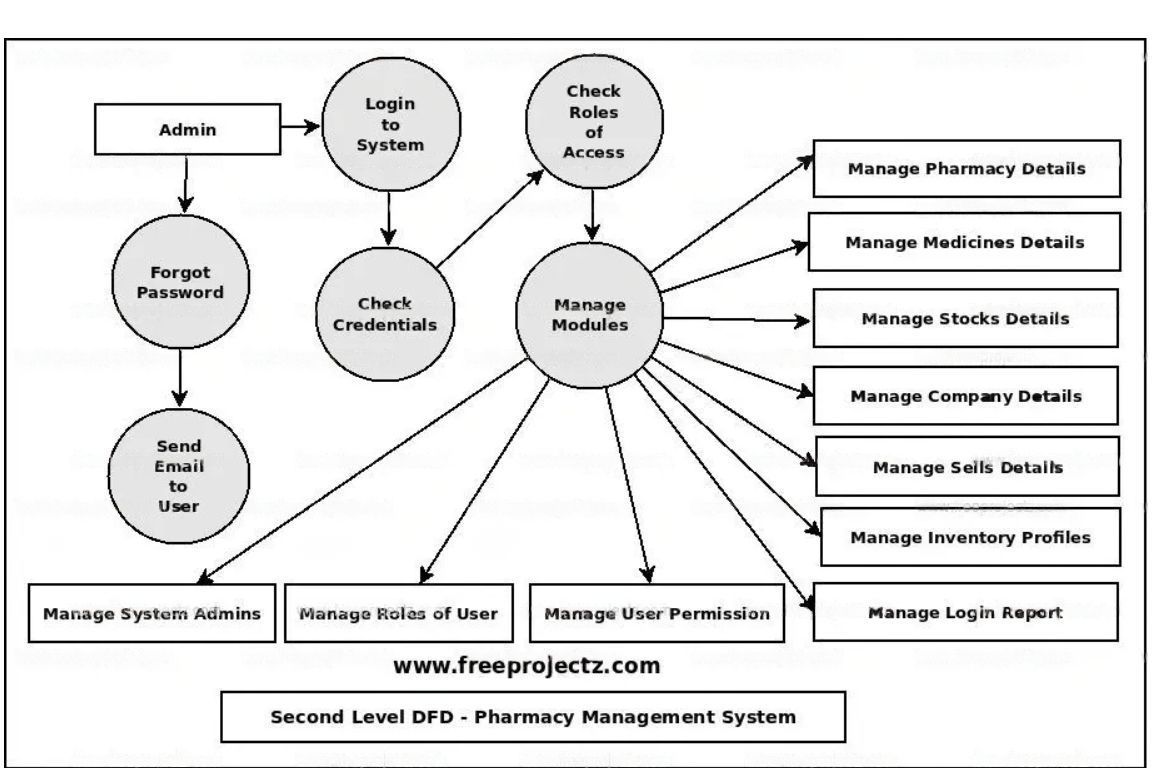 Admin
Login
to
System
Check
Roles
of
Access
Forgot
Password
Check
Credentials
Manage
Modules
Send
Email
to
User
Manage Pharmacy Details
Manage Medicines Details
Manage Stocks Details
Manage Company Details
Manage Sells Details
Manage Inventory Profiles
Manage Login Report
Manage System Admins
Manage Roles of User
Manage User Permission
www.freeprojectz.com
Second Level DFD - Pharmacy Management System